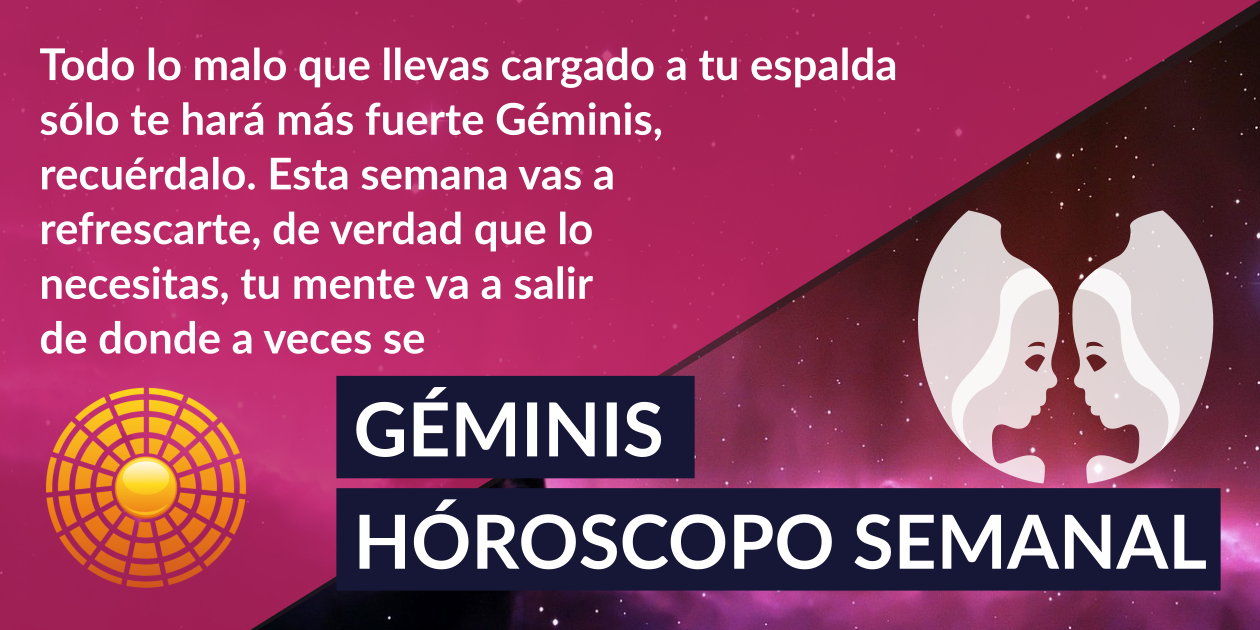 Todo lo malo que llevas cargado a tu espalda
sólo te hará más fuerte Géminis,
recuérdalo. Esta semana vas a
refrescarte, de verdad que lo
necesitas, tu mente va a salir
de donde a veces se
GÉMINIS
HÓROSCOPO SEMANAL